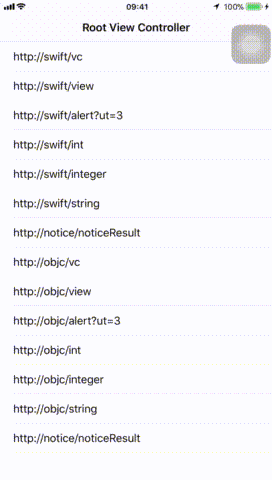 09:41
100%
Root View Controller
http://swift/vc
http://swift/view
http://swift/alert?ut=3
http://swift/int
http://swift/integer
http://swift/string
http://notice/noticeResult
http://objc/vc
http://objc/view
http://objc/alert?ut=3
http://objc/int
http://objc/integer
http://objc/string
http://notice/noticeResult